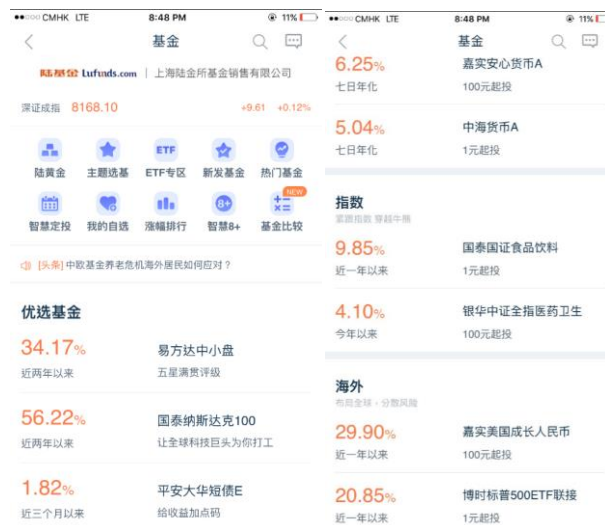 CMHK LTE 8:48 PM 11%
基金
陆基金 Lufunds.com | 上海陆金所基金销售有限公司
深证成指 8168.10 +9.61 +0.12%
ETF
陆黄金 主题选基 ETF专区 新发基金 热门基金
8+ NEW
智慧定投 我的自选 涨幅排行 智慧8+ 基金比较
[头条] 中欧基金养老危机海外居民如何应对？
优选基金
34.17% 易方达中小盘
近两年以来 五星满贯评级
56.22% 国泰纳斯达克100
近两年以来 让全球科技巨头为你打工
1.82% 平安大华短债E
近三个月以来 给收益加点码
CMHK LTE 8:48 PM 11%
基金
6.25% 嘉实安心货币A
七日年化 100元起投
5.04% 中海货币A
七日年化 1元起投
指数
紧跟指数 穿越牛熊
9.85% 国泰国证食品饮料
近一年以来 1元起投
4.10% 银华中证全指医药卫生
今年以来 100元起投
海外
布局全球，分散风险
29.90% 嘉实美国成长人民币
近一年以来 100元起投
20.85% 博时标普500ETF联接
近一年以来 1元起投